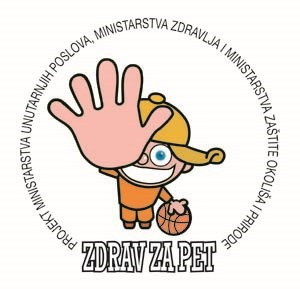 PROJEKT MINISTARSTVA UNUTARNJIH POSLOVA, MINISTARSTVA ZDRAVLJA I MINISTARSTVA ZAŠTITE OKOLIŠA I PRIRODE
ZDRAV ZA PET